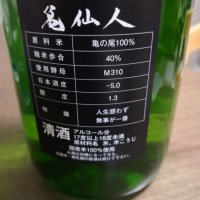 亀仙人
原料米 亀の尾100%
精米歩合 40%
使用酵母 M310
日本酒度 -5.0
酸度 1.3
特徴 人生惑わず
無事が一番
清酒 アルコール分
17度以上18度未満
原材料名 米、米こうじ
国産米100%使用